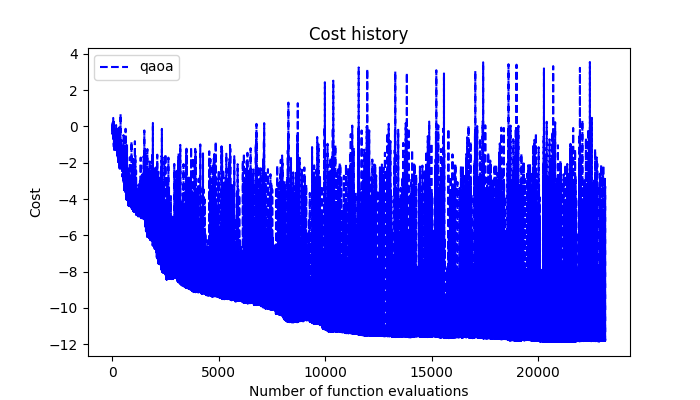 Cost history
qaoa
4
2
0
−2
−4
−6
−8
−10
−12
Cost
0 5000 10000 15000 20000
Number of function evaluations